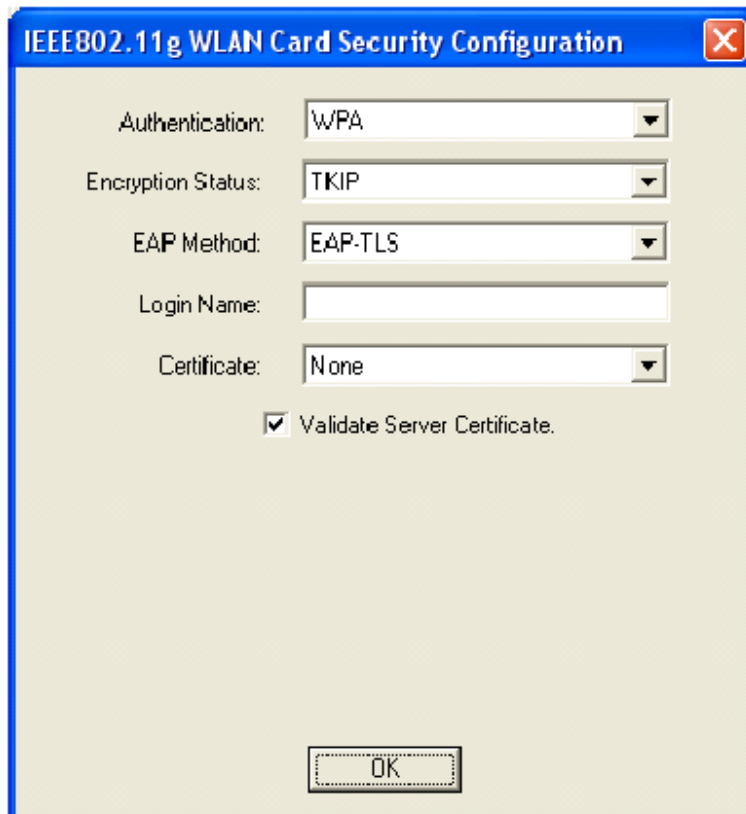 IEEE802.11g WLAN Card Security Configuration
Authentication: WPA
Encryption Status: TKIP
EAP Method: EAP-TLS
Login Name:
Certificate: None
Validate Server Certificate.
OK